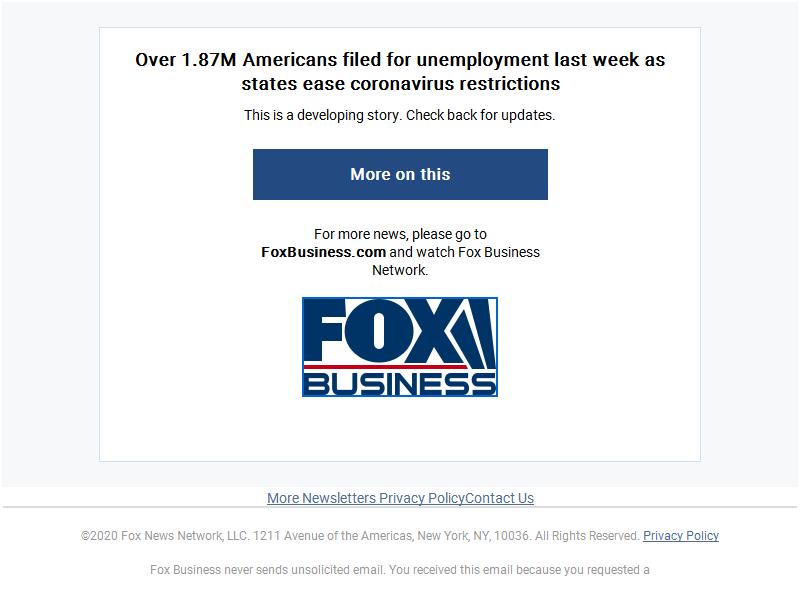 Over 1.87M Americans filed for unemployment last week as
states ease coronavirus restrictions
This is a developing story. Check back for updates.
More on this
For more news, please go to
FoxBusiness.com and watch Fox Business
Network.
FOX
BUSINESS
More Newsletters Privacy PolicyContact Us
©2020 Fox News Network, LLC. 1211 Avenue of the Americas, New York, NY, 10036. All Rights Reserved. Privacy Policy
Fox Business never sends unsolicited email. You received this email because you requested a